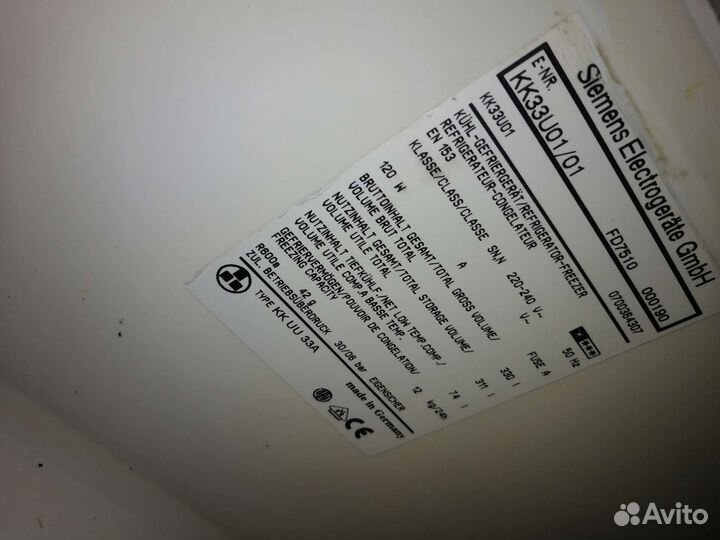 Siemens Electrogeräte GmbH
E-NR. KK33U01/01 FD7510 000190
KK33U01 0700364307
KÜHL-GEFRIERGERÄT/REFRIGERATOR-FREEZER
REFRIGERATEUR-CONGELATEUR
EN 153
KLASSE/CLASS/CLASSE SN,N 220-240 V~ 50 Hz
120 W A V~ FUSE A
BRUTTOINHALT GESAMT/TOTAL GROSS VOLUME/
VOLUME BRUT TOTAL 330 l
NUTZINHALT GESAMT/TOTAL STORAGE VOLUME/
VOLUME UTILE TOTAL 311 l
NUTZINHALT TIEFKÜHLF/NET LOW TEMP.COMP./
VOLUME UTILE COMP.A BASSE TEMP. 74 l
GEFRIERVERMÖGEN/POUVOIR DE CONGELATION/
FREEZING CAPACITY 12 kg/24h
R600a 42 g
ZUL. BETRIEBSÜBERDRUCK 30/06 bar EIGENSICHER
TYPE KK UU 33A made in Germany
CE
Avito